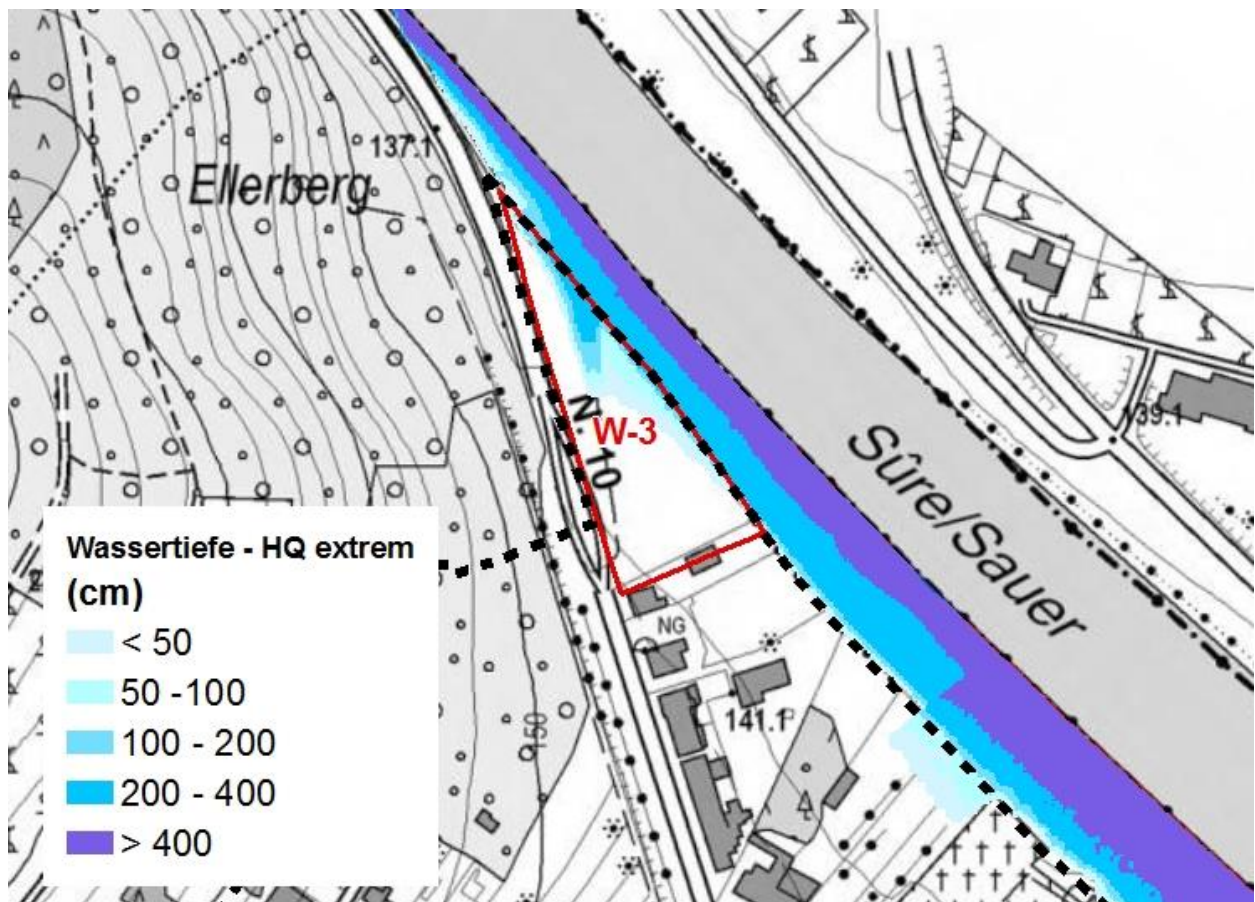 137.1
Ellerberg
N. 10
W-3
139.1
Sûre/Sauer
NG
141.1
150
Wassertiefe - HQ extrem
(cm)
< 50
50 -100
100 - 200
200 - 400
> 400